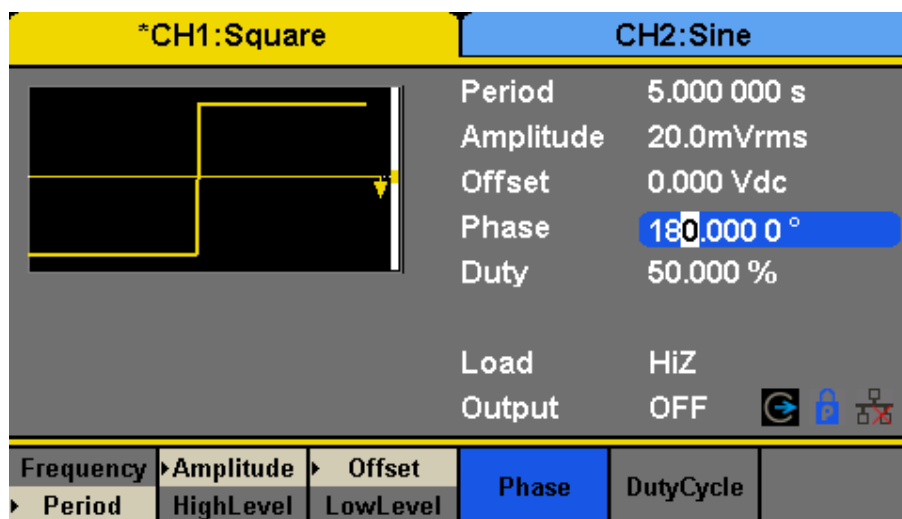 *CH1:Square CH2:Sine
Period 5.000 000 s
Amplitude 20.0mVrms
Offset 0.000 Vdc
Phase 180.000 0 °
Duty 50.000 %
Load HiZ
Output OFF P
Frequency Amplitude Offset Phase DutyCycle
Period HighLevel LowLevel